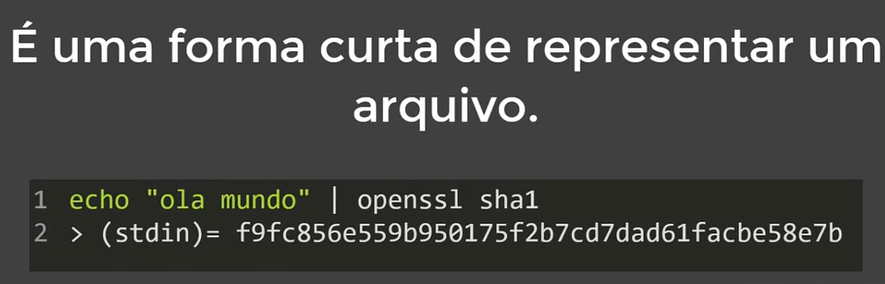 É uma forma curta de representar um
arquivo.
1 echo "ola mundo" | openssl sha1
2 > (stdin)= f9fc856e559b950175f2b7cd7dad61facbe58e7b